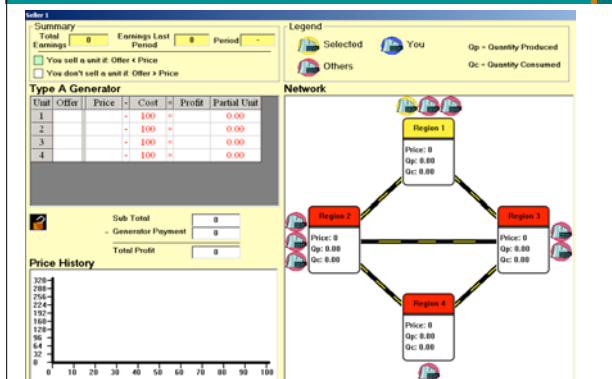 Seller 1
Summary
Total Earnings 0 Earnings Last Period 0 Period -
You sell a unit if: Offer < Price
You don't sell a unit if: Offer > Price
Legend
Selected You Qp = Quantity Produced
Others Qc = Quantity Consumed
Type A Generator
Unit Offer Price - Cost = Profit Partial Unit
1 - 100 = 0.00
2 - 100 = 0.00
3 - 100 = 0.00
4 - 100 = 0.00
Sub Total 0
- Generator Payment 0
Total Profit 0
Price History
320
288
256
224
192
160
128
96
64
32
0
0 10 20 30 40 50 60 70 80 90 100
Network
Region 1
Price: 0
Qp: 0.00
Qc: 0.00
Region 2
Price: 0
Qp: 0.00
Qc: 0.00
Region 3
Price: 0
Qp: 0.00
Qc: 0.00
Region 4
Price: 0
Qp: 0.00
Qc: 0.00